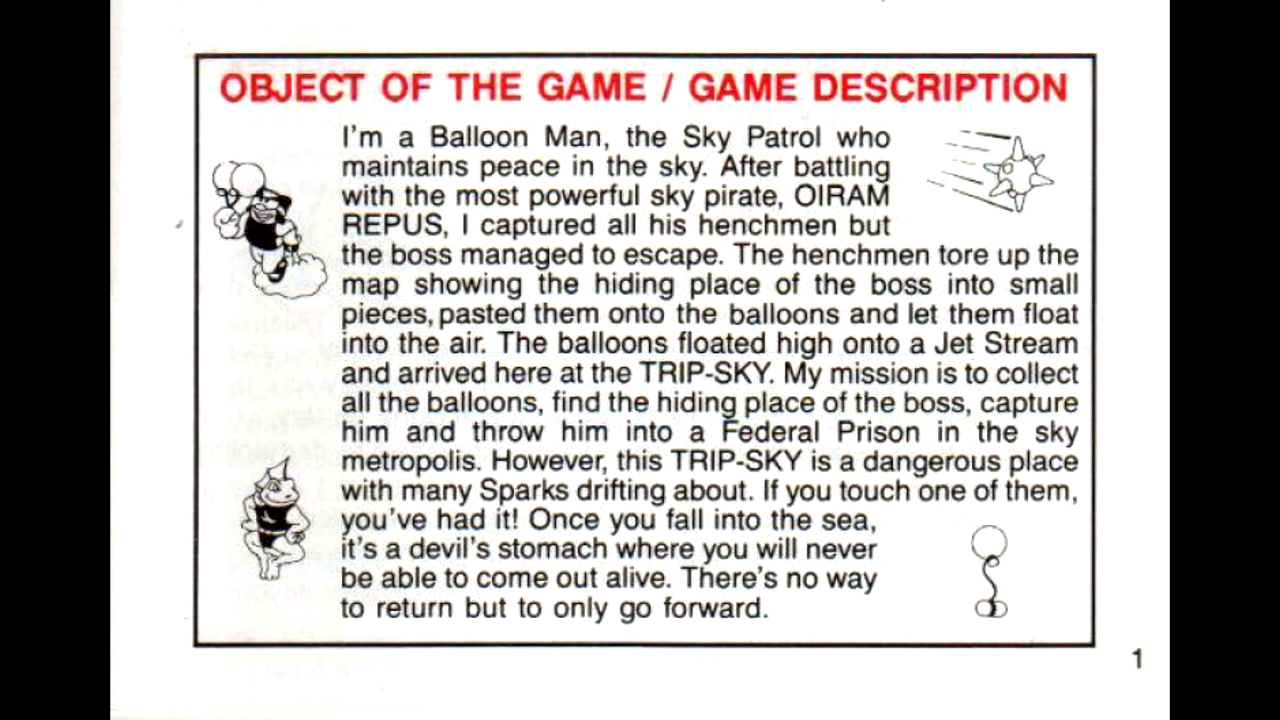 OBJECT OF THE GAME / GAME DESCRIPTION
I'm a Balloon Man, the Sky Patrol who
maintains peace in the sky. After battling
with the most powerful sky pirate, OIRAM
REPUS, I captured all his henchmen but
the boss managed to escape. The henchmen tore up the
map showing the hiding place of the boss into small
pieces, pasted them onto the balloons and let them float
into the air. The balloons floated high onto a Jet Stream
and arrived here at the TRIP-SKY. My mission is to collect
all the balloons, find the hiding place of the boss, capture
him and throw him into a Federal Prison in the sky
metropolis. However, this TRIP-SKY is a dangerous place
with many Sparks drifting about. If you touch one of them,
you've had it! Once you fall into the sea,
it's a devil's stomach where you will never
be able to come out alive. There's no way
to return but to only go forward.
1